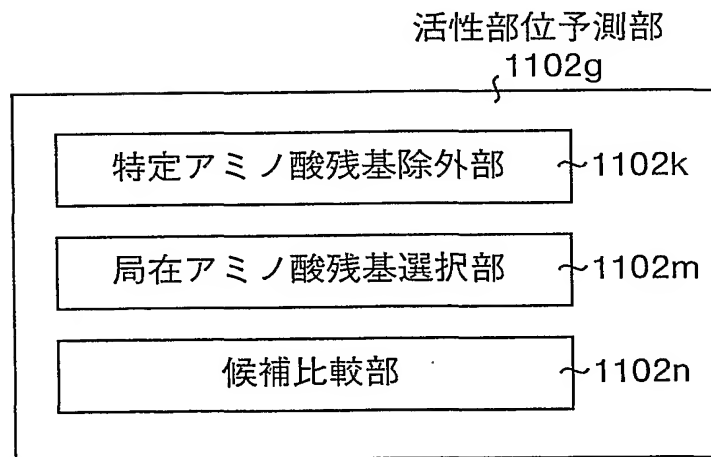 活性部位予測部
1102g
特定アミノ酸残基除外部 1102k
局在アミノ酸残基選択部 1102m
候補比較部 1102n